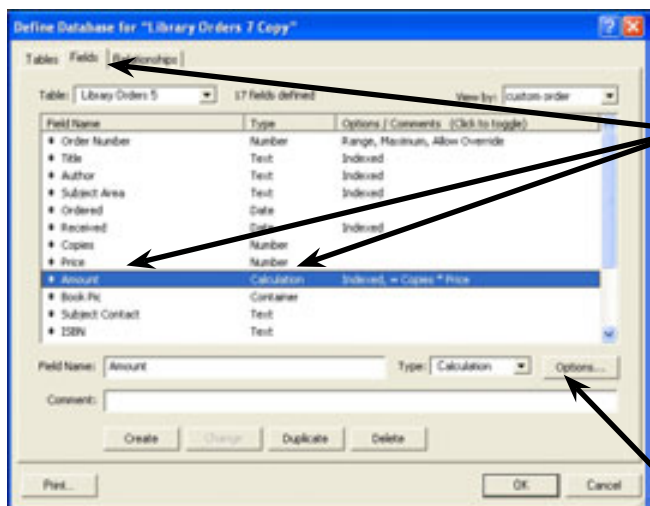 Define Database for "Library Orders 7 Copy"
Tables Fields Relationships
Table: Library Orders 5 17 fields defined View by: custom order
Field Name Type Options / Comments (Click to toggle)
Order Number Number Range, Maximum, Allow Override
Title Text Indexed
Author Text Indexed
Subject Area Text Indexed
Ordered Date
Received Date Indexed
Copies Number
Price Number
Amount Calculation Indexed, = Copies * Price
Book Pic Container
Subject Contact Text
ISBN Text
Field Name: Amount Type: Calculation Options...
Comment:
Create Change Duplicate Delete
Print... OK Cancel